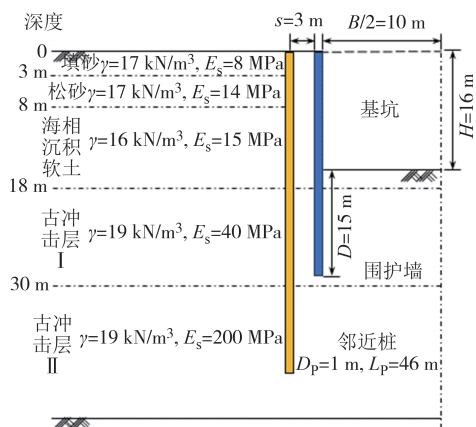 深度
s=3 m
B/2=10 m
0
填砂γ=17 kN/m³, Eₛ=8 MPa
3 m
松砂γ=17 kN/m³, Eₛ=14 MPa
8 m
海相
沉积
软土
γ=16 kN/m³, Eₛ=15 MPa
基坑
H=16 m
18 m
古冲
击层
I
γ=19 kN/m³, Eₛ=40 MPa
D=15 m
围护墙
30 m
古冲
击层
II
γ=19 kN/m³, Eₛ=200 MPa
邻近桩
D_P=1 m, L_P=46 m